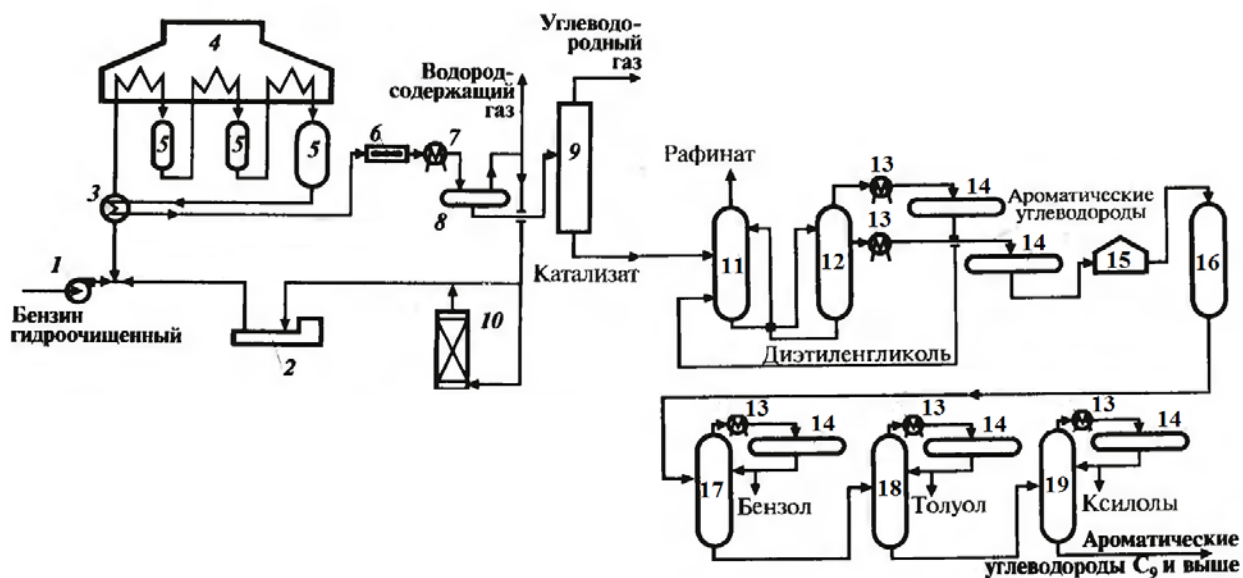 Углеводо-
родный
газ
4
Водород-
содержащий
газ
5
5
5
6
7
9
Рафинат
13
14
3
8
13
Ароматические
углеводороды
14
15
16
11
12
1
Катализат
Бензин
гидроочищенный
10
2
Диэтиленгликоль
13
14
13
14
13
14
17
18
19
Бензол
Толуол
Ксилолы
Ароматические
углеводороды C₉ и выше